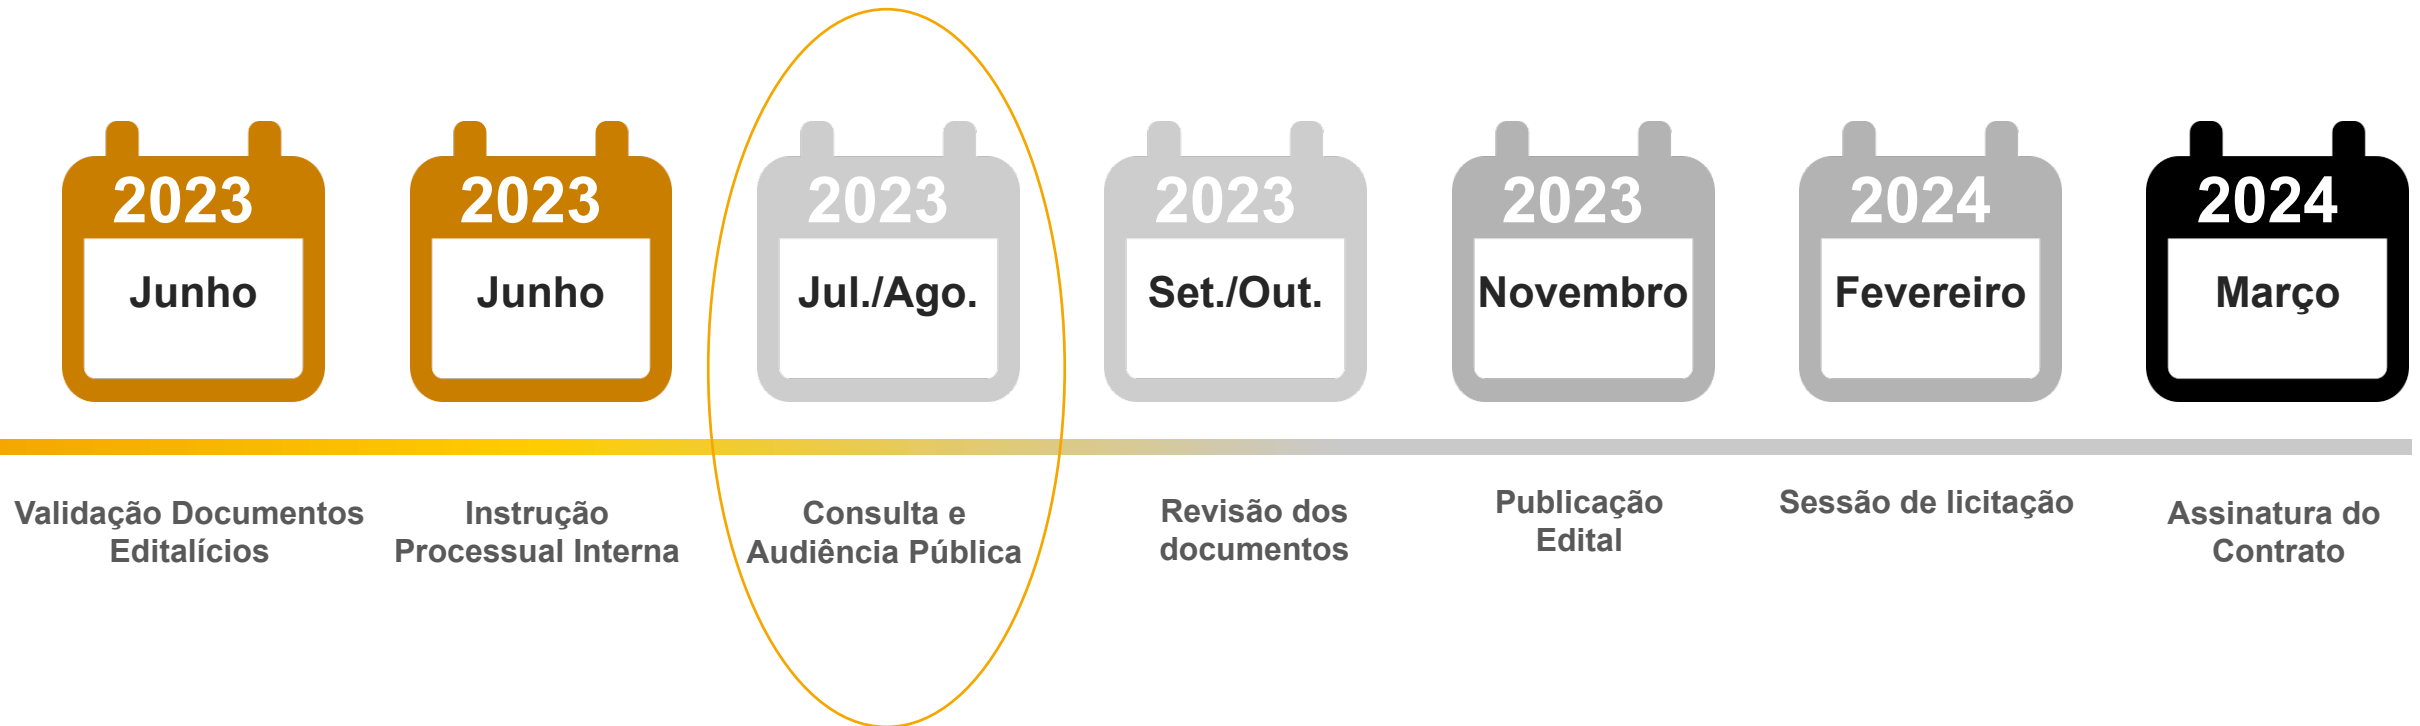 2023
Junho
Validação Documentos
Editalícios
2023
Junho
Instrução
Processual Interna
2023
Jul./Ago.
Consulta e
Audiência Pública
2023
Set./Out.
Revisão dos
documentos
2023
Novembro
Publicação
Edital
2024
Fevereiro
Sessão de licitação
2024
Março
Assinatura do
Contrato